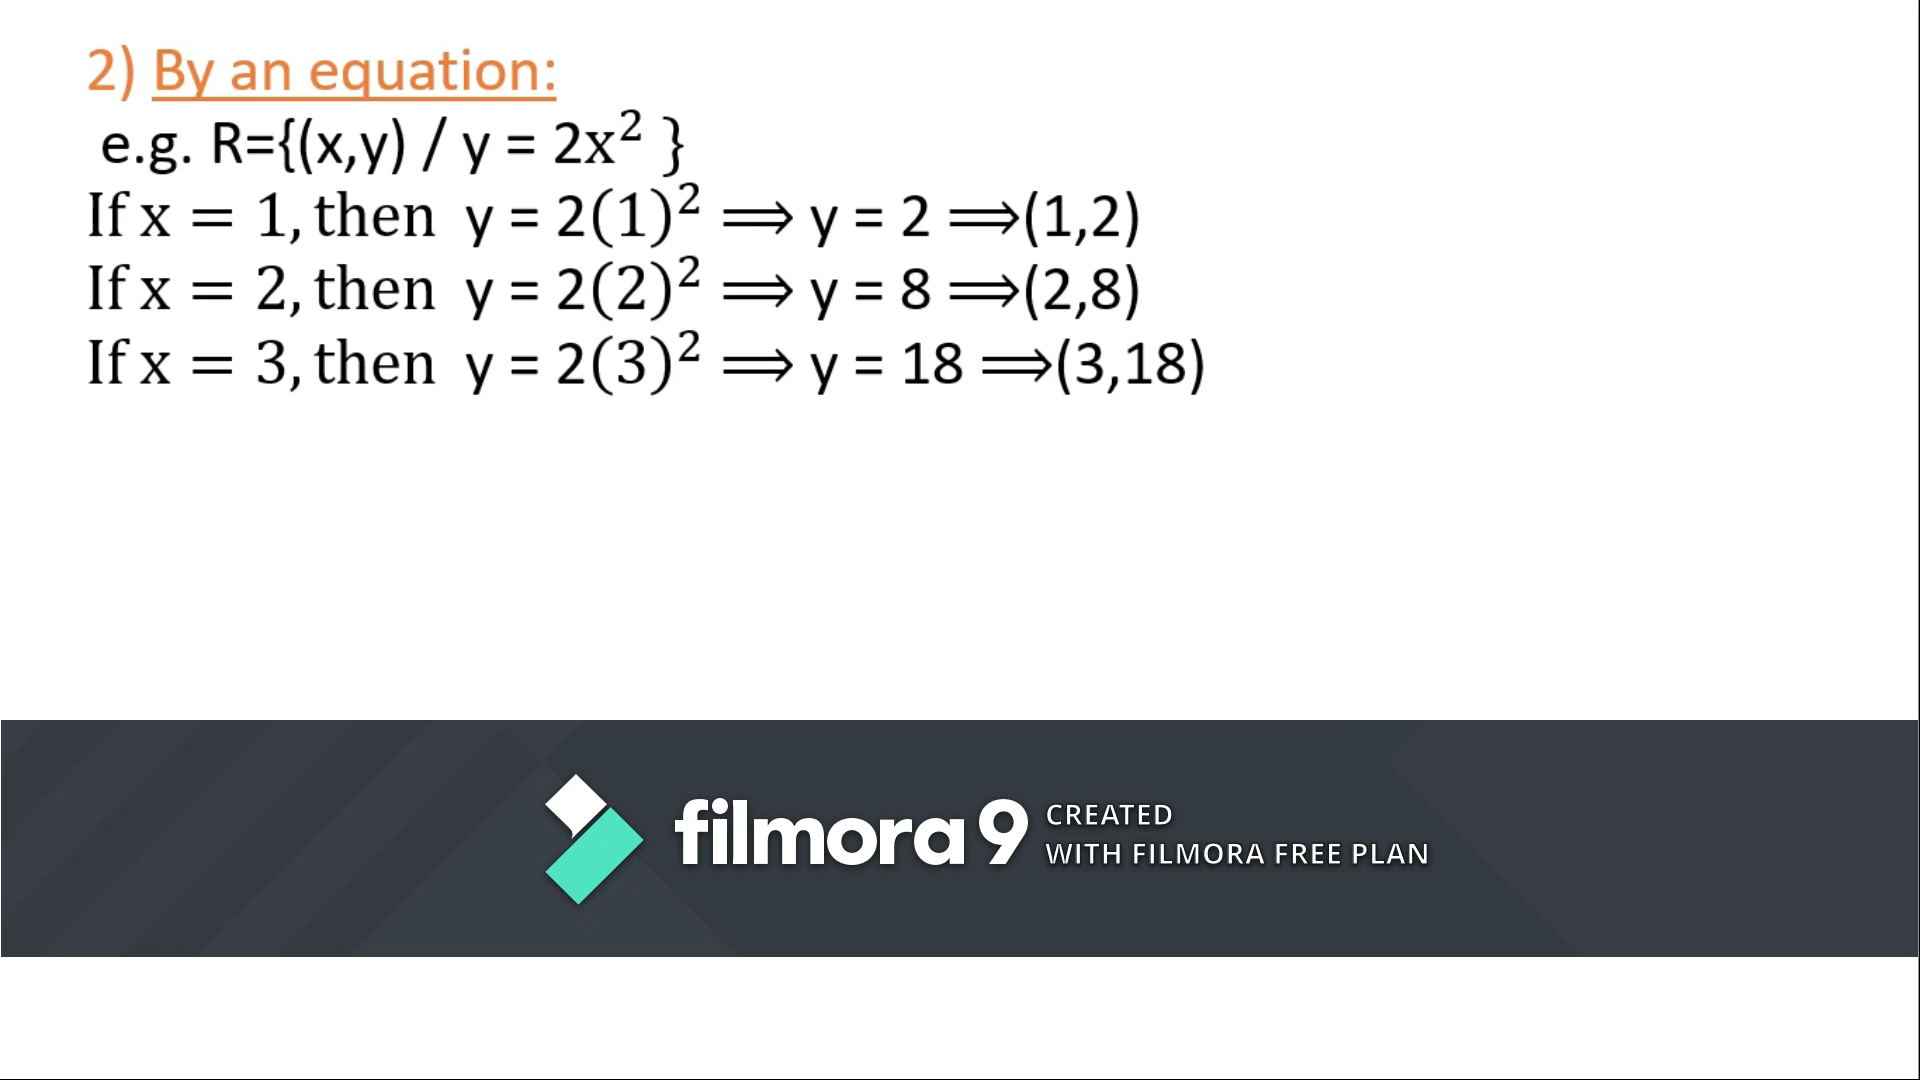 2) By an equation:
e.g. R={(x,y) / y = 2x² }
If x = 1, then y = 2(1)² ⟹ y = 2 ⟹(1,2)
If x = 2, then y = 2(2)² ⟹ y = 8 ⟹(2,8)
If x = 3, then y = 2(3)² ⟹ y = 18 ⟹(3,18)
filmora 9
CREATED
WITH FILMORA FREE PLAN